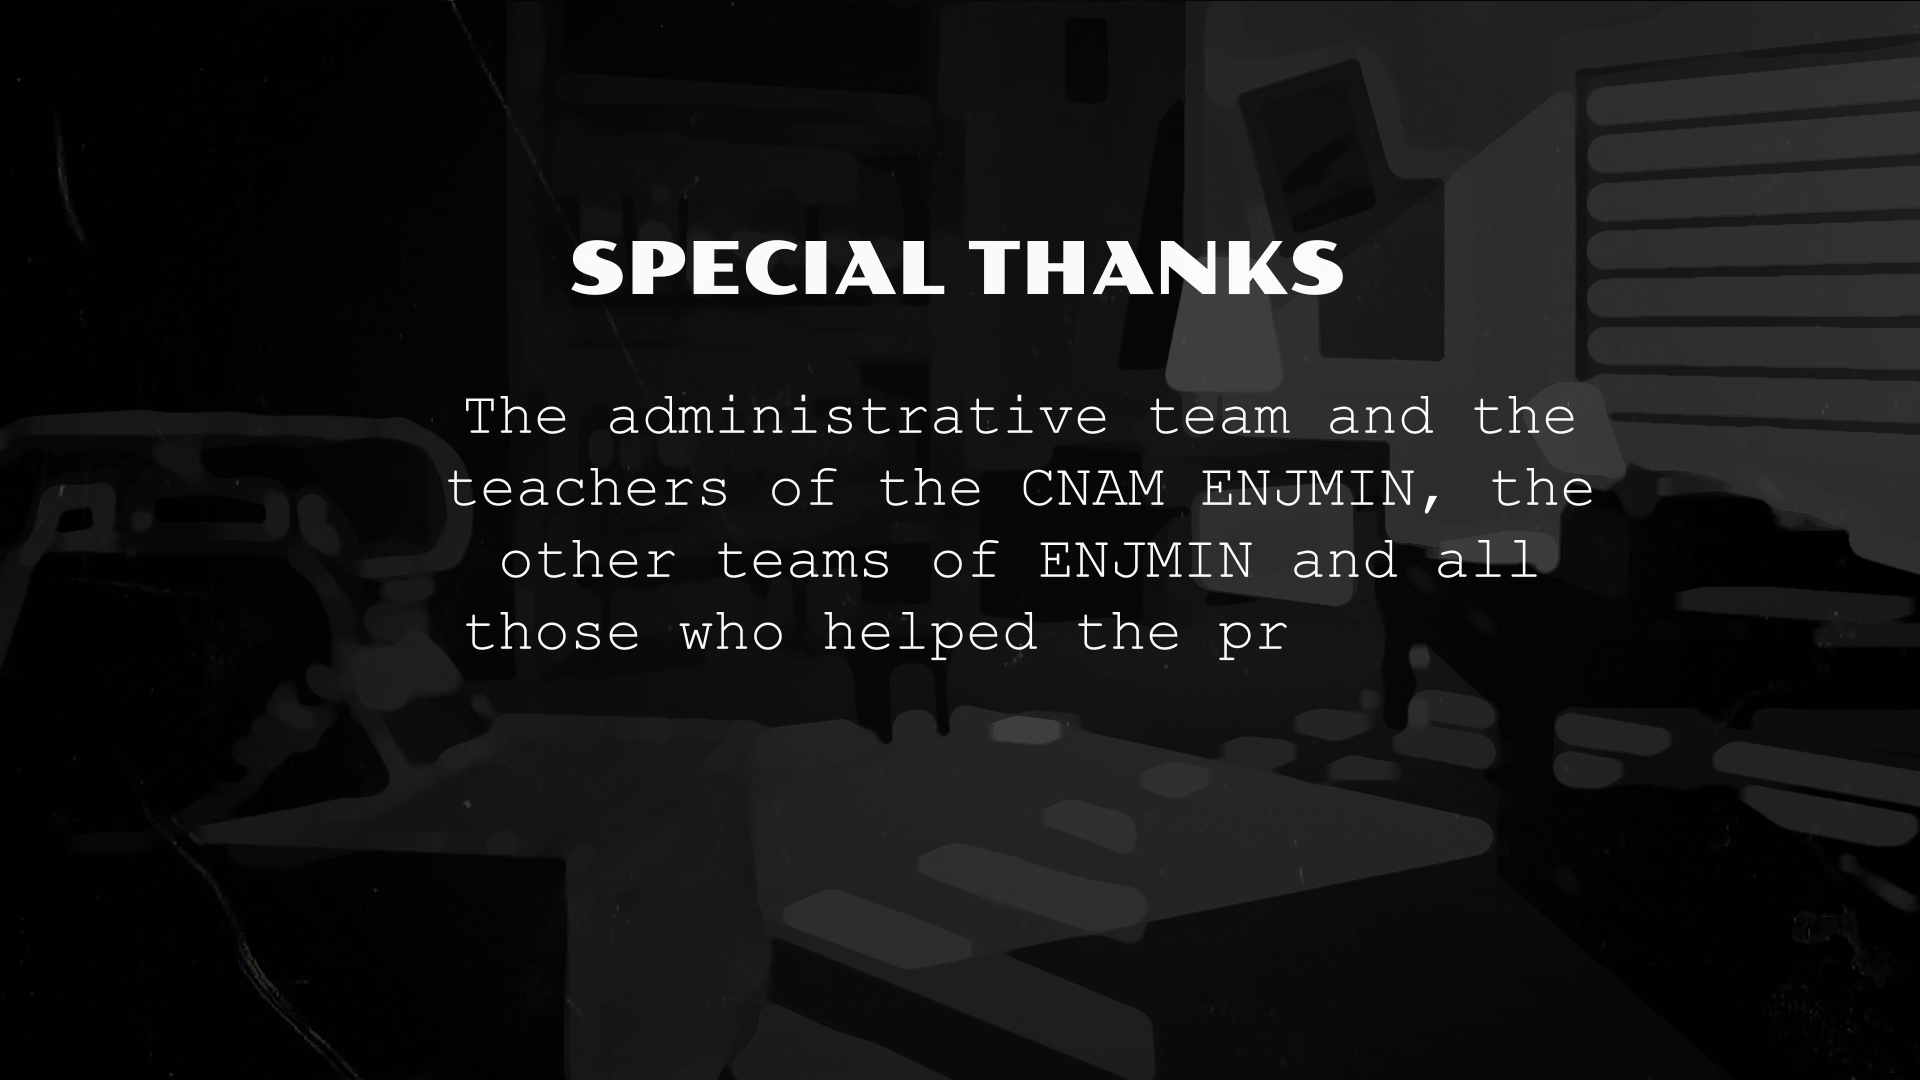 SPECIAL THANKS
The administrative team and the
teachers of the CNAM ENJMIN, the
other teams of ENJMIN and all
those who helped the pr